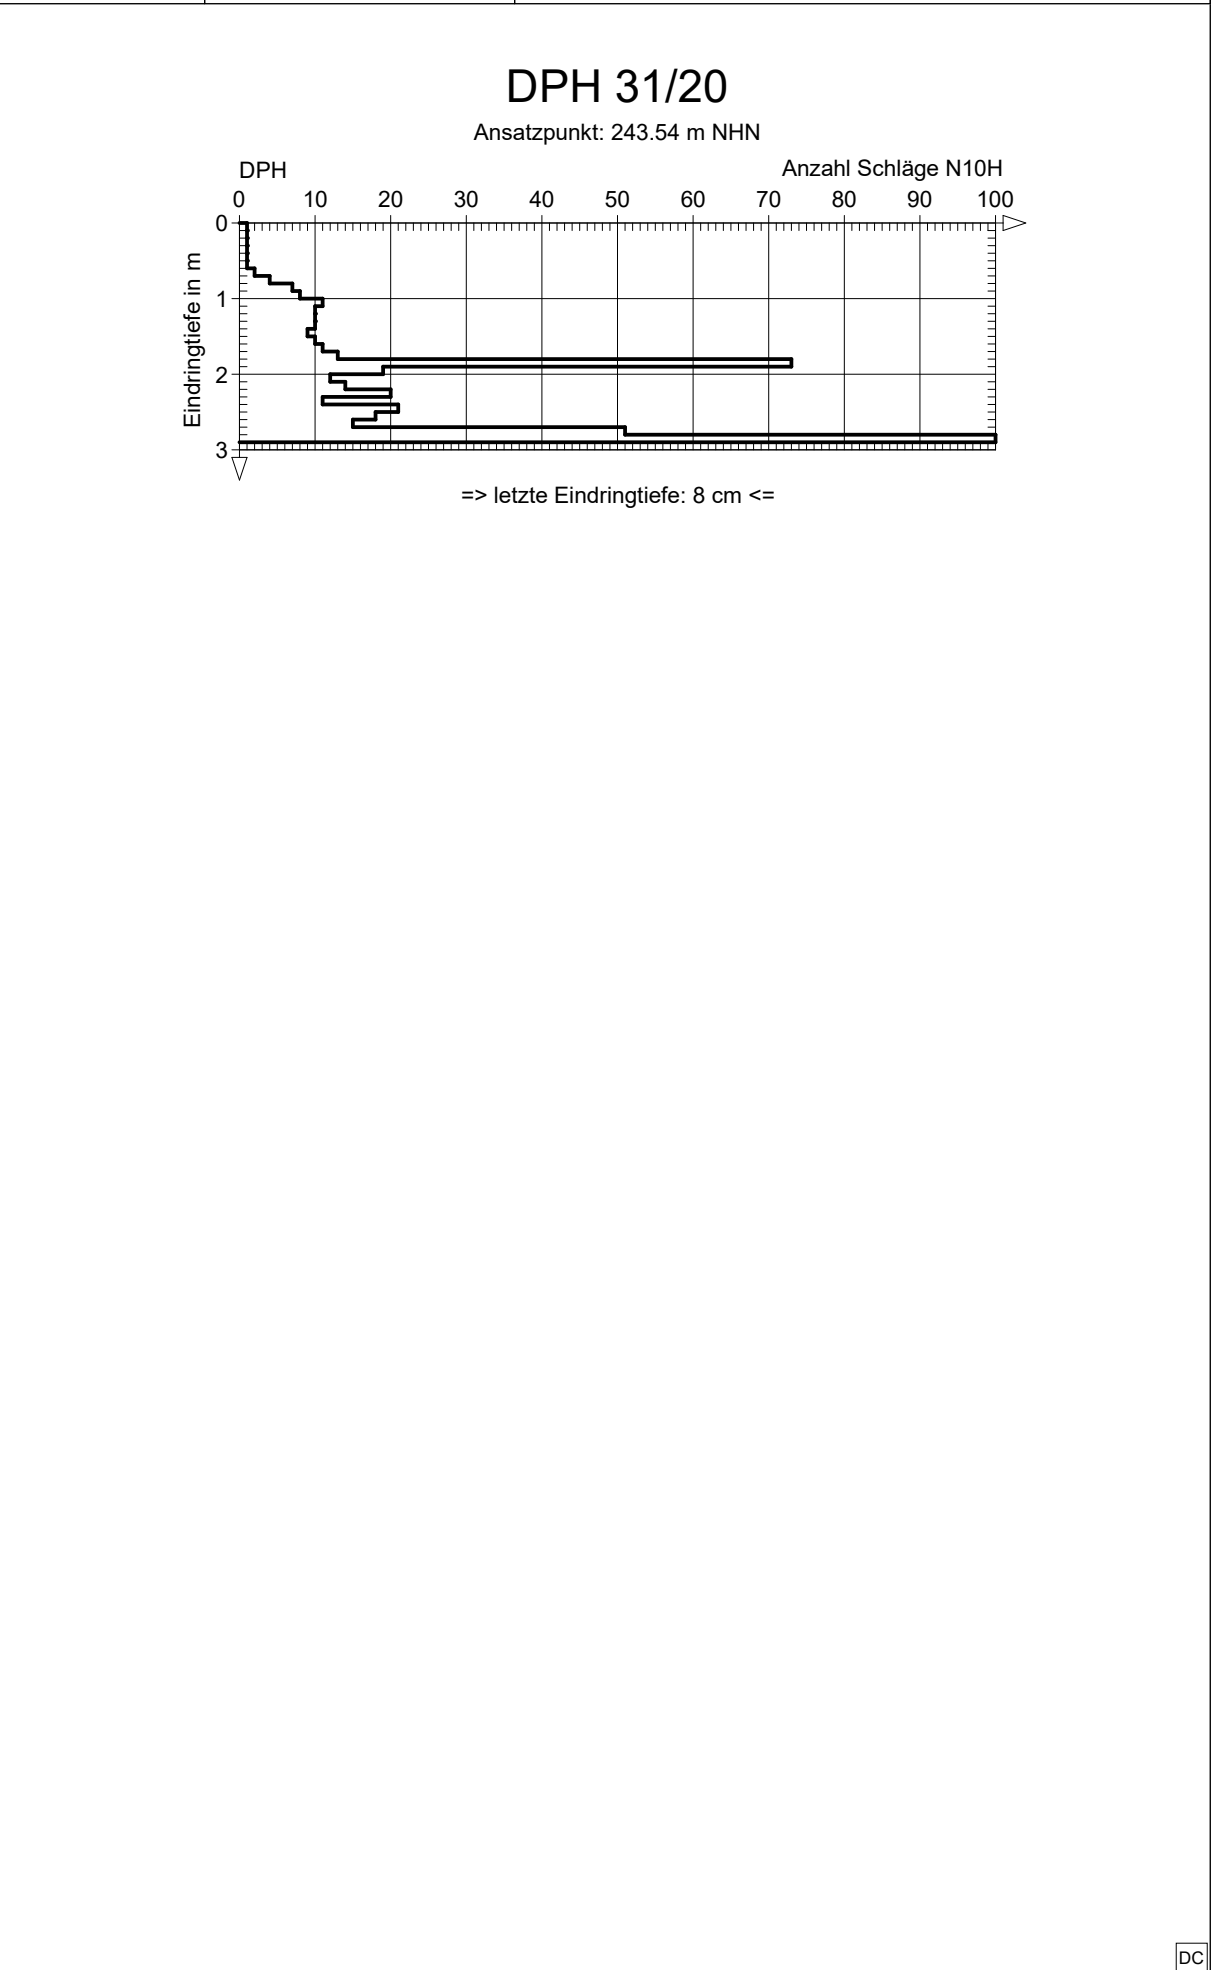 DPH 31/20
Ansatzpunkt: 243.54 m NHN
DPH Anzahl Schläge N10H
0 10 20 30 40 50 60 70 80 90 100
0
1
2
3
Eindringtiefe in m
=> letzte Eindringtiefe: 8 cm <=
DC